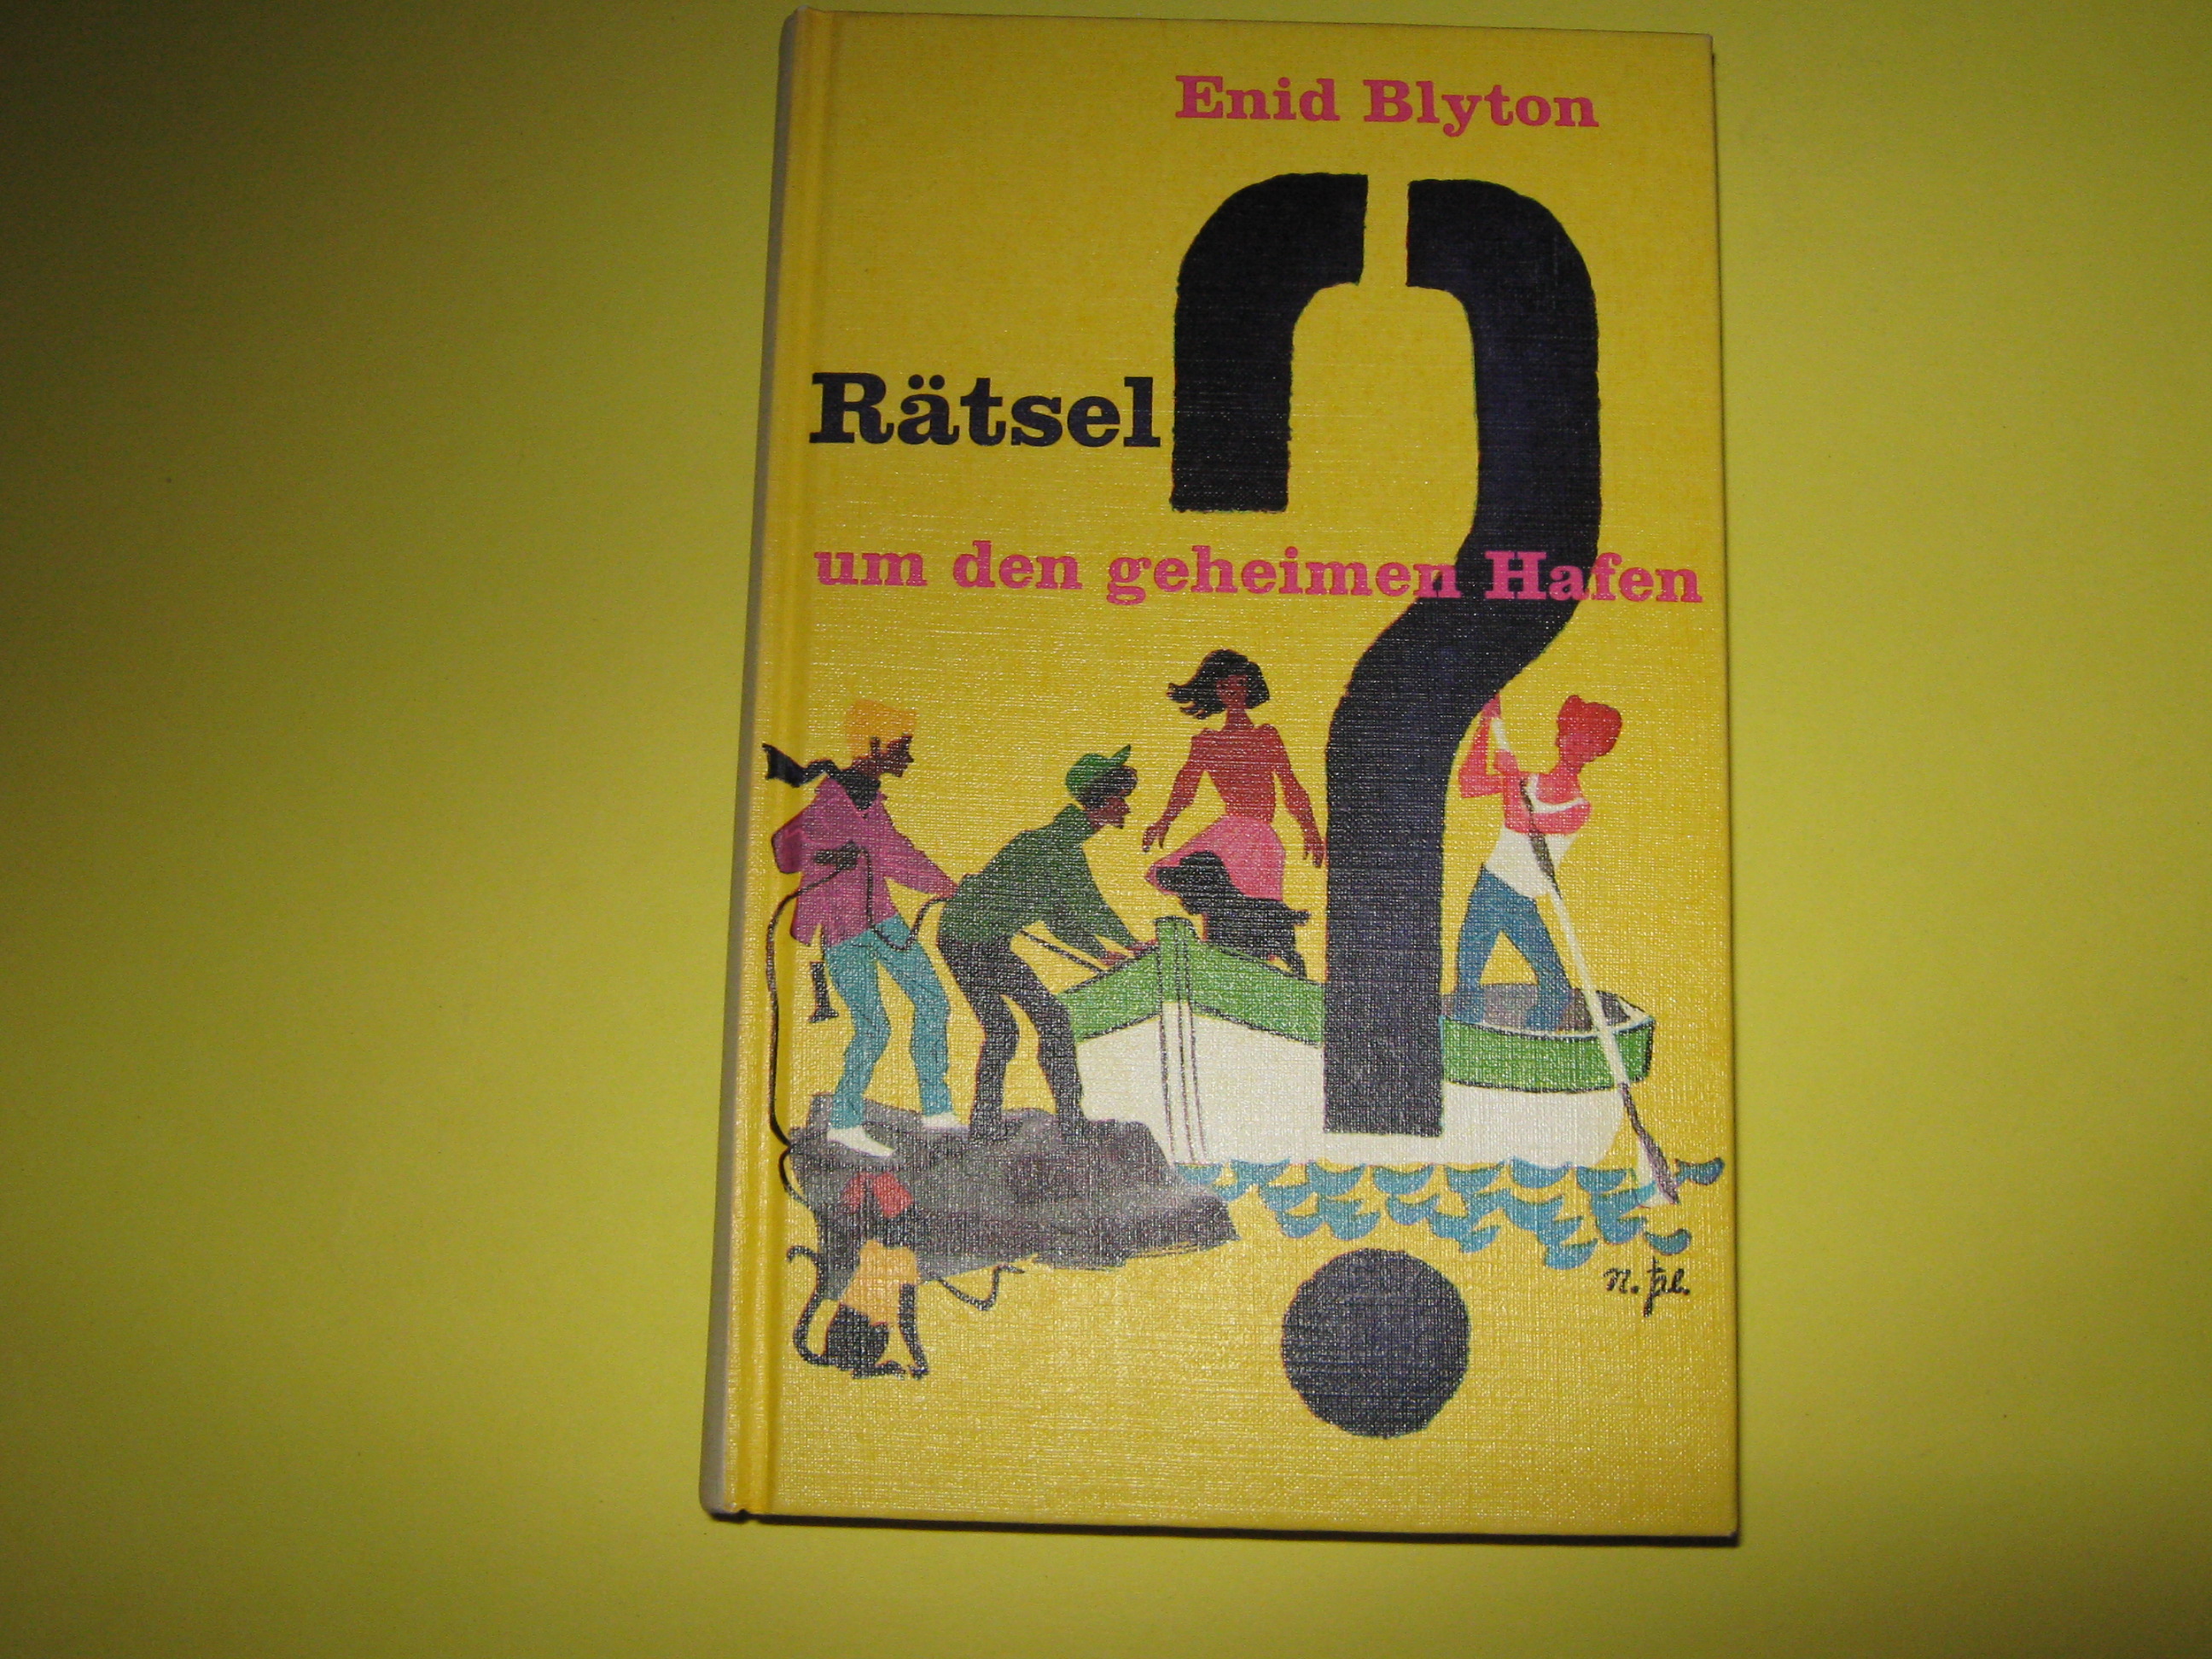 Enid Blyton
Rätsel
um den geheimen Hafen